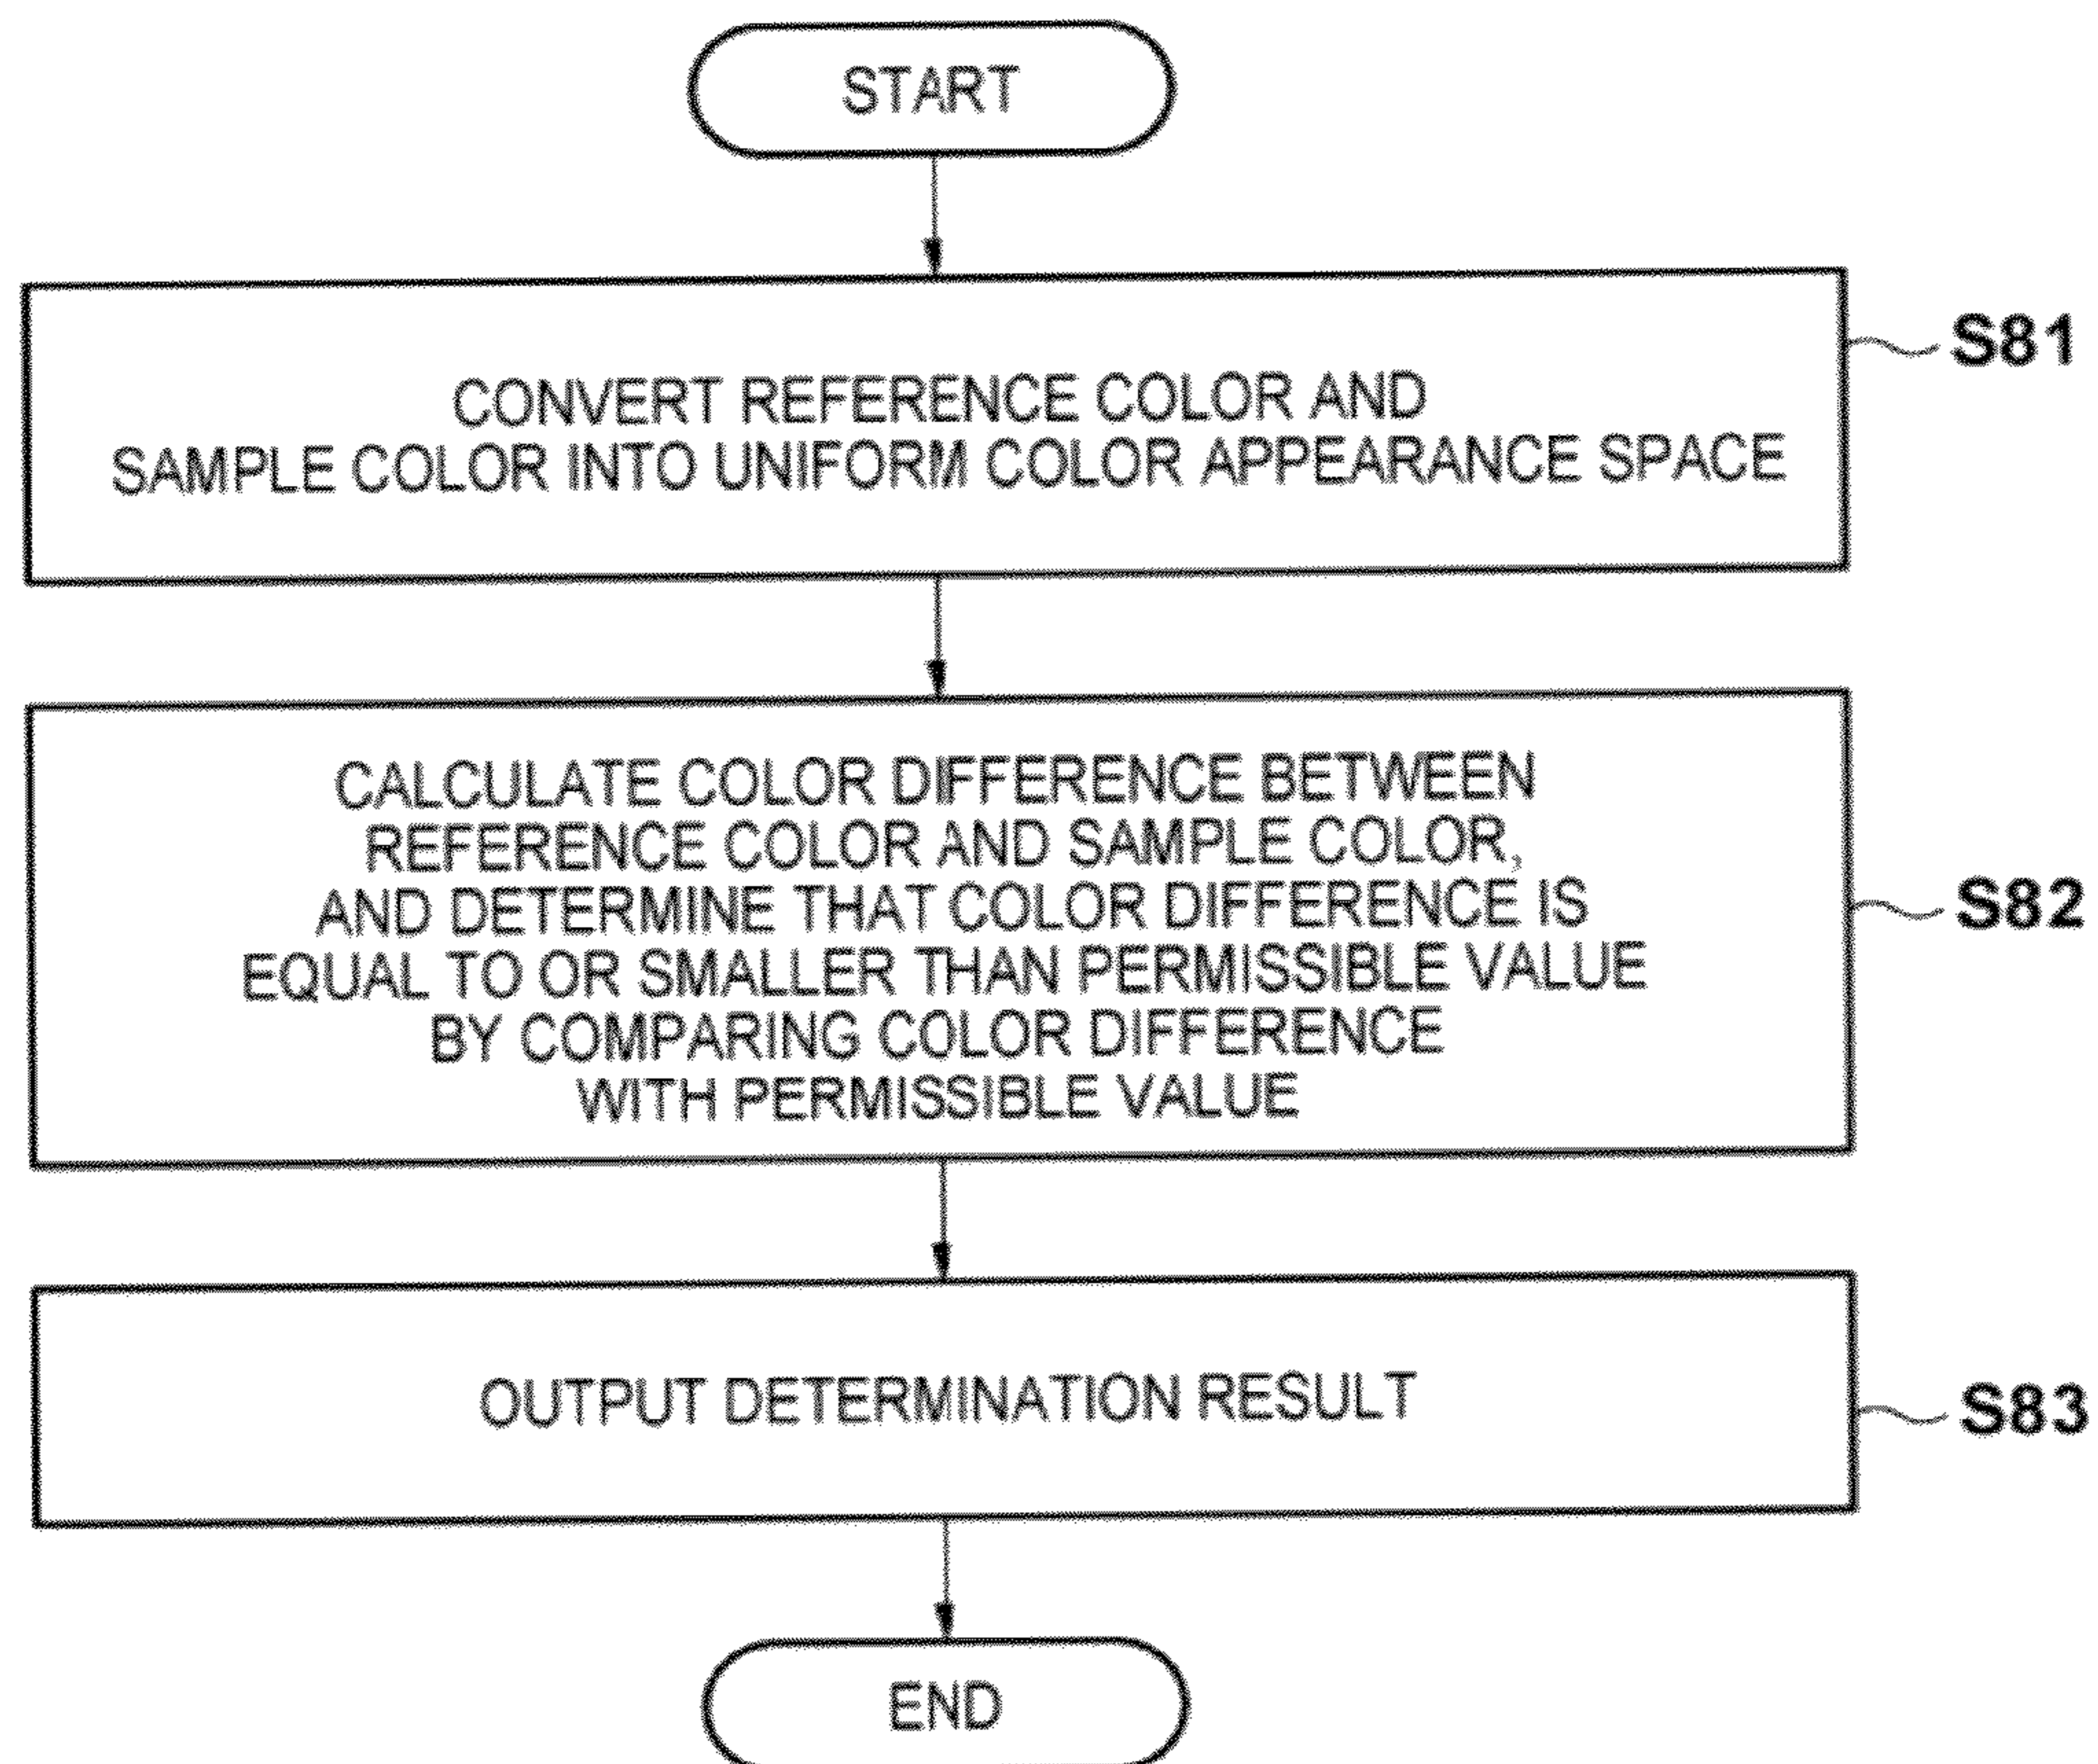 START
CONVERT REFERENCE COLOR AND
SAMPLE COLOR INTO UNIFORM COLOR APPEARANCE SPACE
S81
CALCULATE COLOR DIFFERENCE BETWEEN
REFERENCE COLOR AND SAMPLE COLOR,
AND DETERMINE THAT COLOR DIFFERENCE IS
EQUAL TO OR SMALLER THAN PERMISSIBLE VALUE
BY COMPARING COLOR DIFFERENCE
WITH PERMISSIBLE VALUE
S82
OUTPUT DETERMINATION RESULT
S83
END